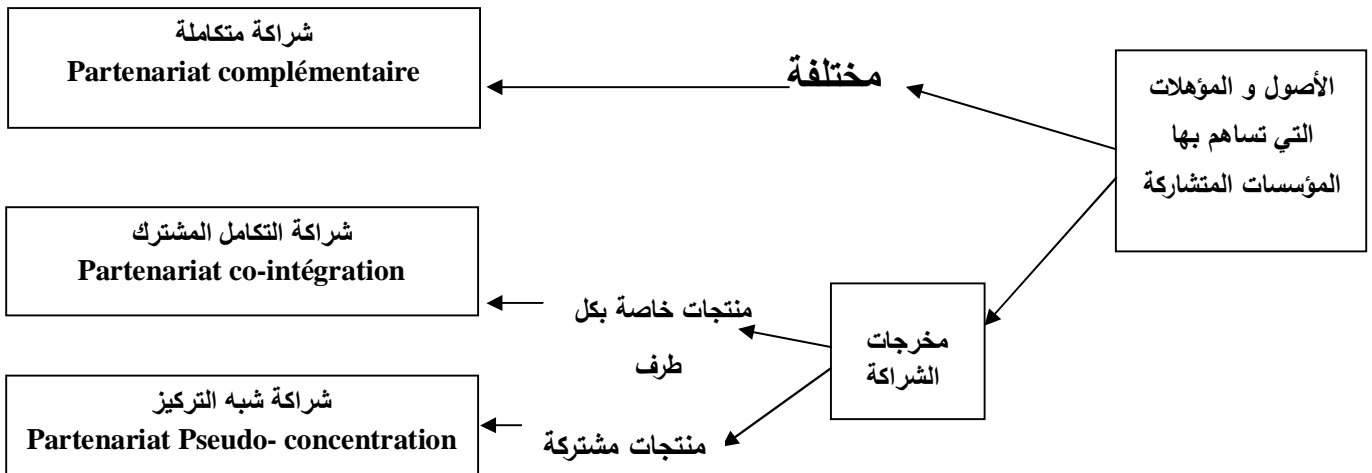 الأصول و المؤهلات
التي تساهم بها
المؤسسات المتشاركة
مختلفة
شراكة متكاملة
Partenariat complémentaire
مخرجات
الشراكة
منتجات خاصة بكل
طرف
شراكة التكامل المشترك
Partenariat co-intégration
منتجات مشتركة
شراكة شبه التركيز
Partenariat Pseudo- concentration